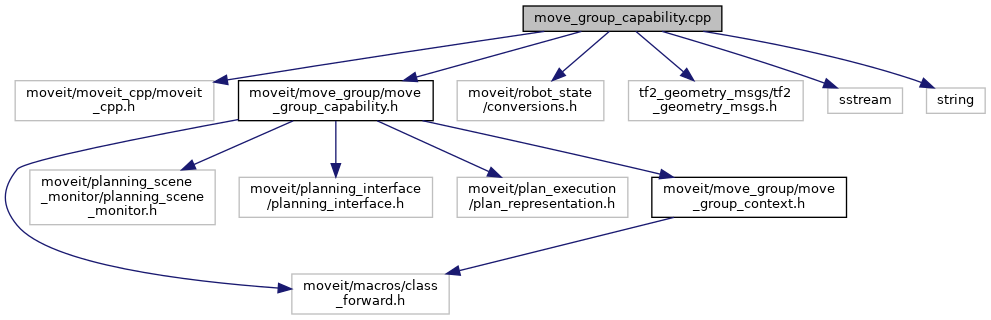 move_group_capability.cpp
moveit/moveit_cpp/moveit
_cpp.h
moveit/move_group/move
_group_capability.h
moveit/robot_state
/conversions.h
tf2_geometry_msgs/tf2
_geometry_msgs.h
sstream
string
moveit/planning_scene
_monitor/planning_scene
_monitor.h
moveit/planning_interface
/planning_interface.h
moveit/plan_execution
/plan_representation.h
moveit/move_group/move
_group_context.h
moveit/macros/class
_forward.h